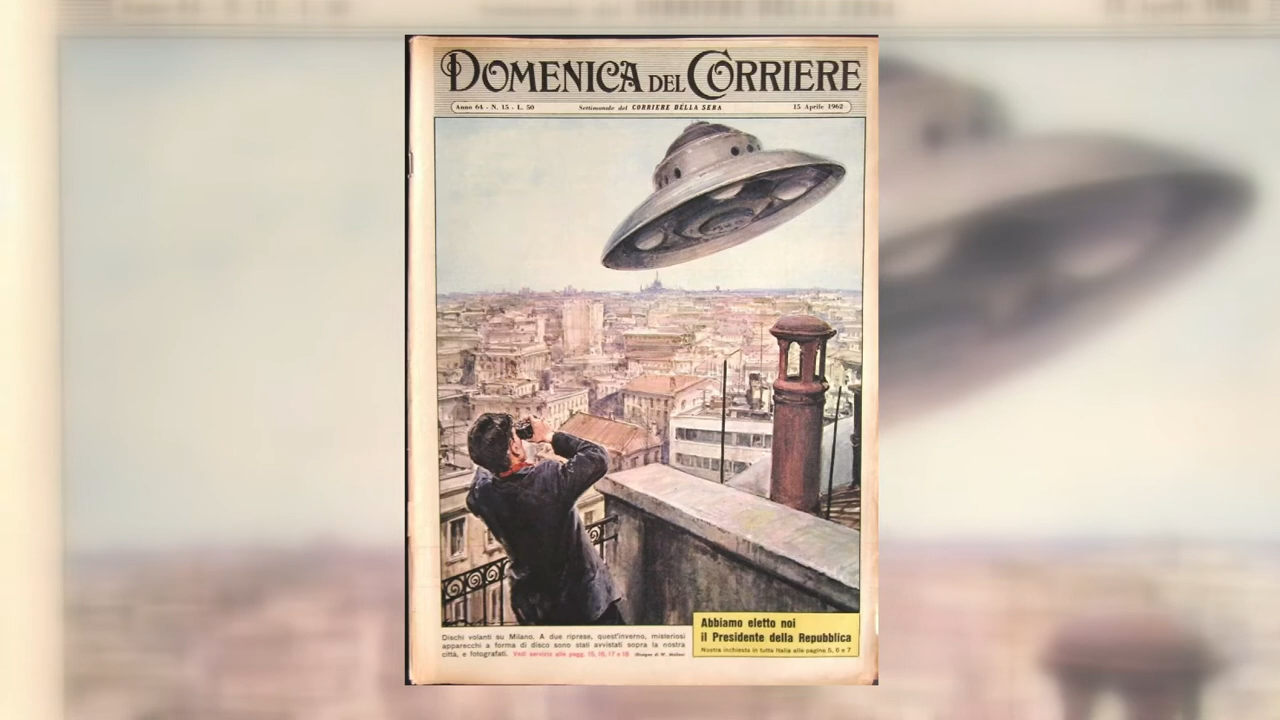 DOMENICA DEL CORRIERE
Anno 64 - N. 15 - L. 50 Settimanale del CORRIERE DELLA SERA 15 Aprile 1962
Dischi volanti su Milano. A due riprese, quest'inverno, misteriosi
apparecchi a forma di disco sono stati avvistati sopra la nostra
città, e fotografati. Vedi servizio alle pagg. 15, 16, 17 e 18 (Disegno di W. Molino)
Abbiamo eletto noi
il Presidente della Repubblica
Nostra inchiesta in tutta Italia alle pagine 5, 6 e 7